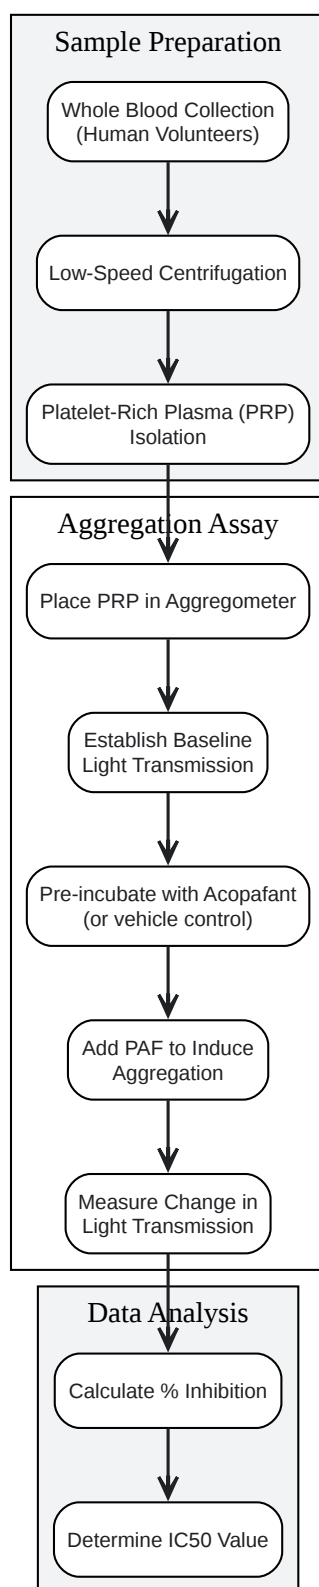 Sample Preparation
Whole Blood Collection
(Human Volunteers)
Low-Speed Centrifugation
Platelet-Rich Plasma (PRP)
Isolation
Aggregation Assay
Place PRP in Aggregometer
Establish Baseline
Light Transmission
Pre-incubate with Acopafant
(or vehicle control)
Add PAF to Induce
Aggregation
Measure Change in
Light Transmission
Data Analysis
Calculate % Inhibition
Determine IC50 Value